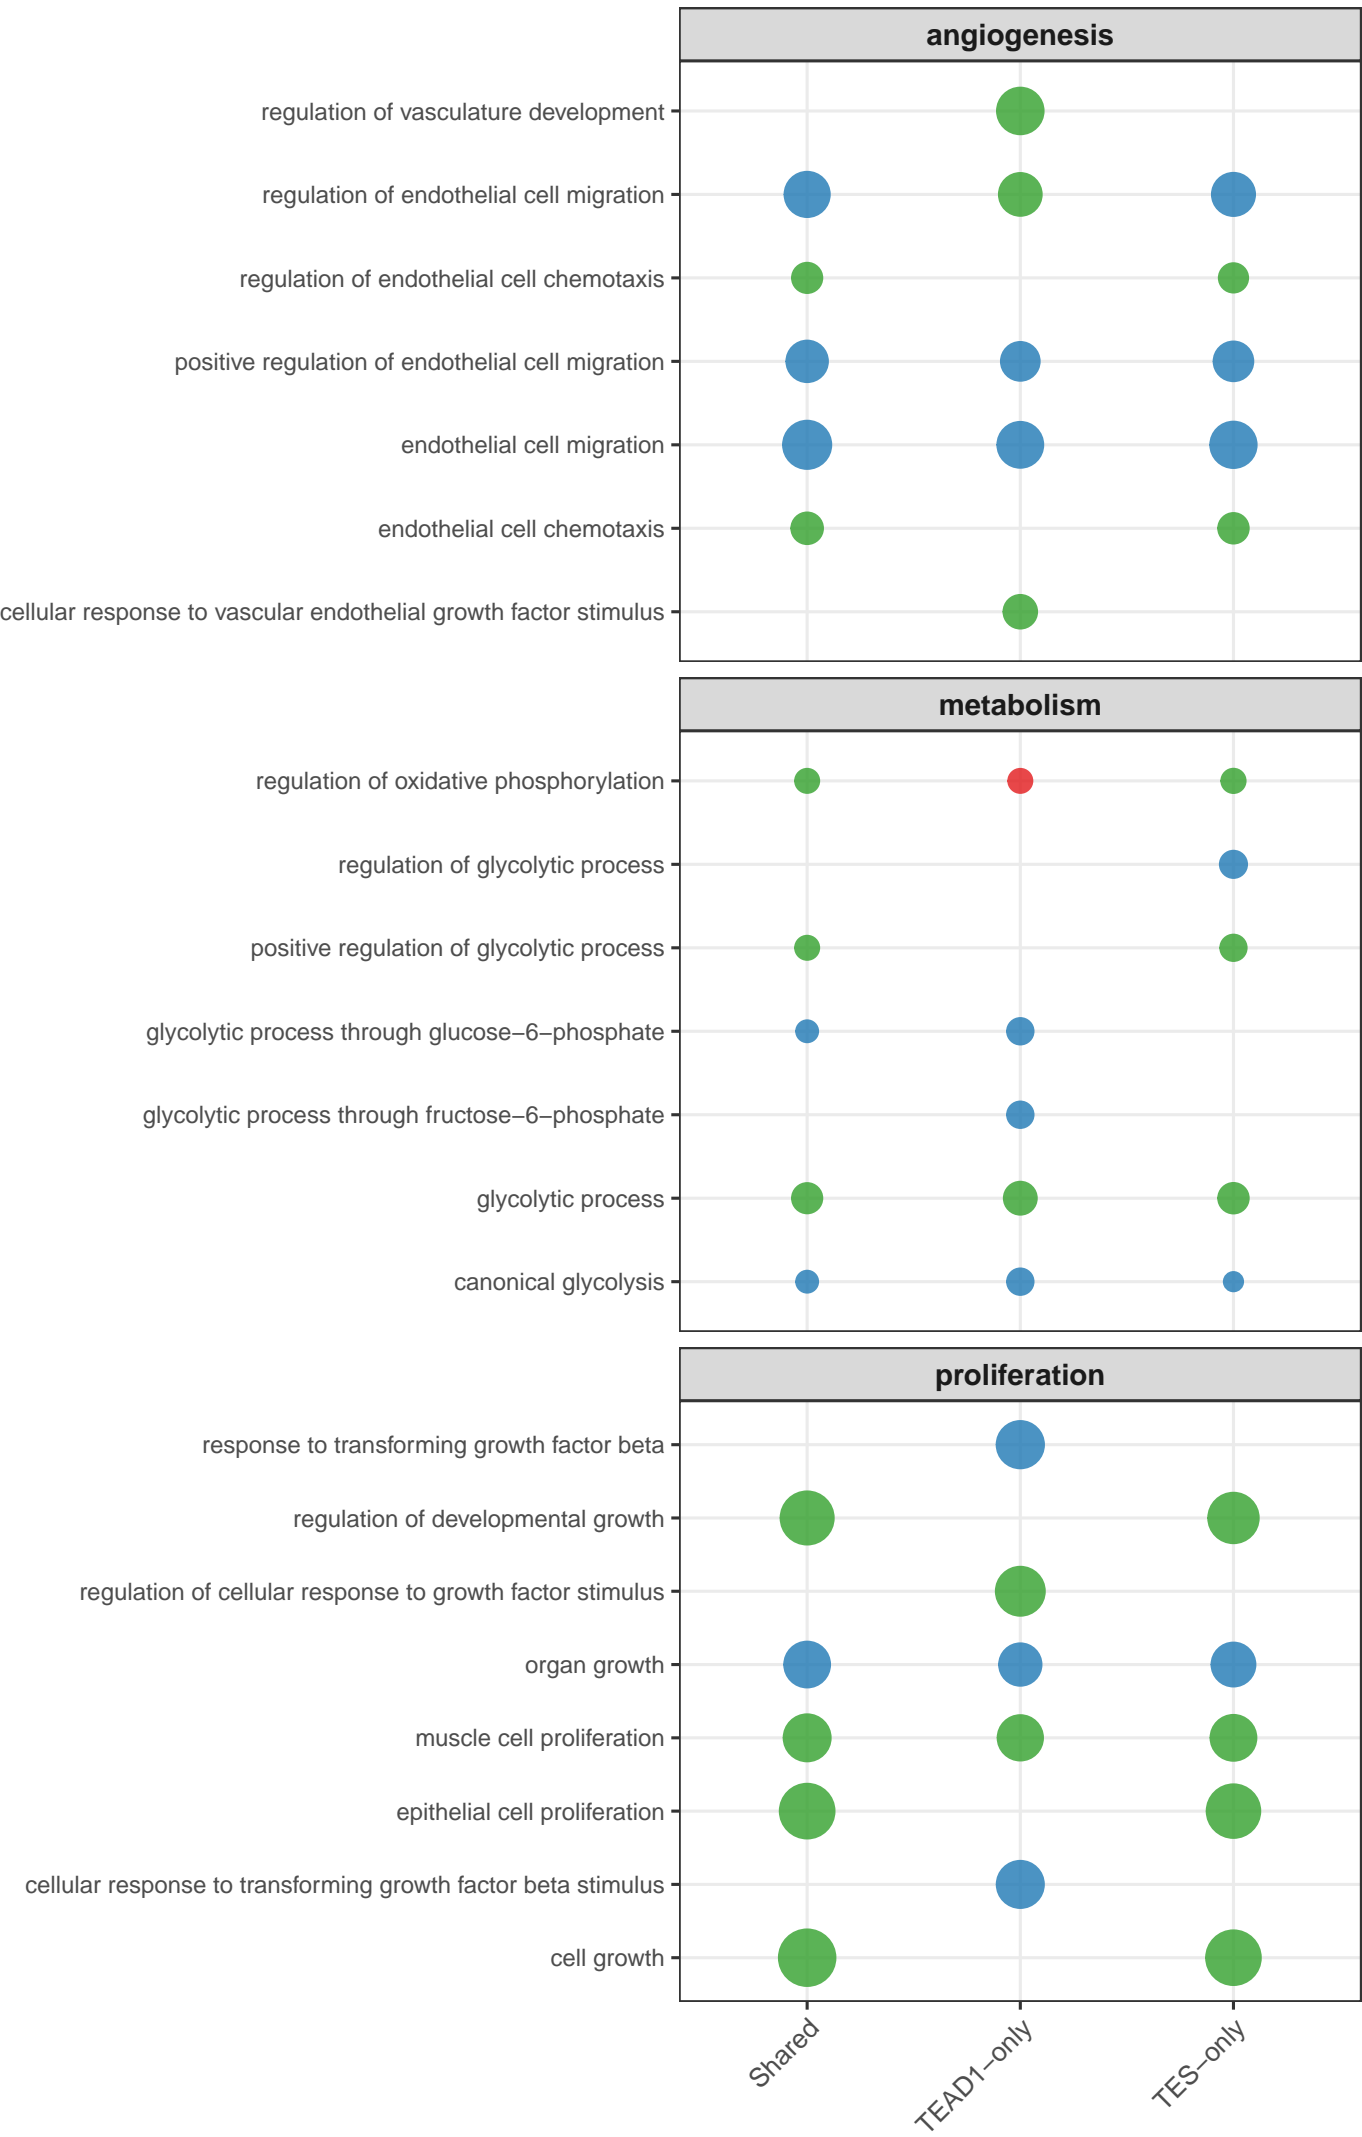 angiogenesis
regulation of vasculature development
regulation of endothelial cell migration
regulation of endothelial cell chemotaxis
positive regulation of endothelial cell migration
endothelial cell migration
endothelial cell chemotaxis
cellular response to vascular endothelial growth factor stimulus
metabolism
regulation of oxidative phosphorylation
regulation of glycolytic process
positive regulation of glycolytic process
glycolytic process through glucose−6−phosphate
glycolytic process through fructose−6−phosphate
glycolytic process
canonical glycolysis
proliferation
response to transforming growth factor beta
regulation of developmental growth
regulation of cellular response to growth factor stimulus
organ growth
muscle cell proliferation
epithelial cell proliferation
cellular response to transforming growth factor beta stimulus
cell growth
Shared
TEAD1−only
TES−only